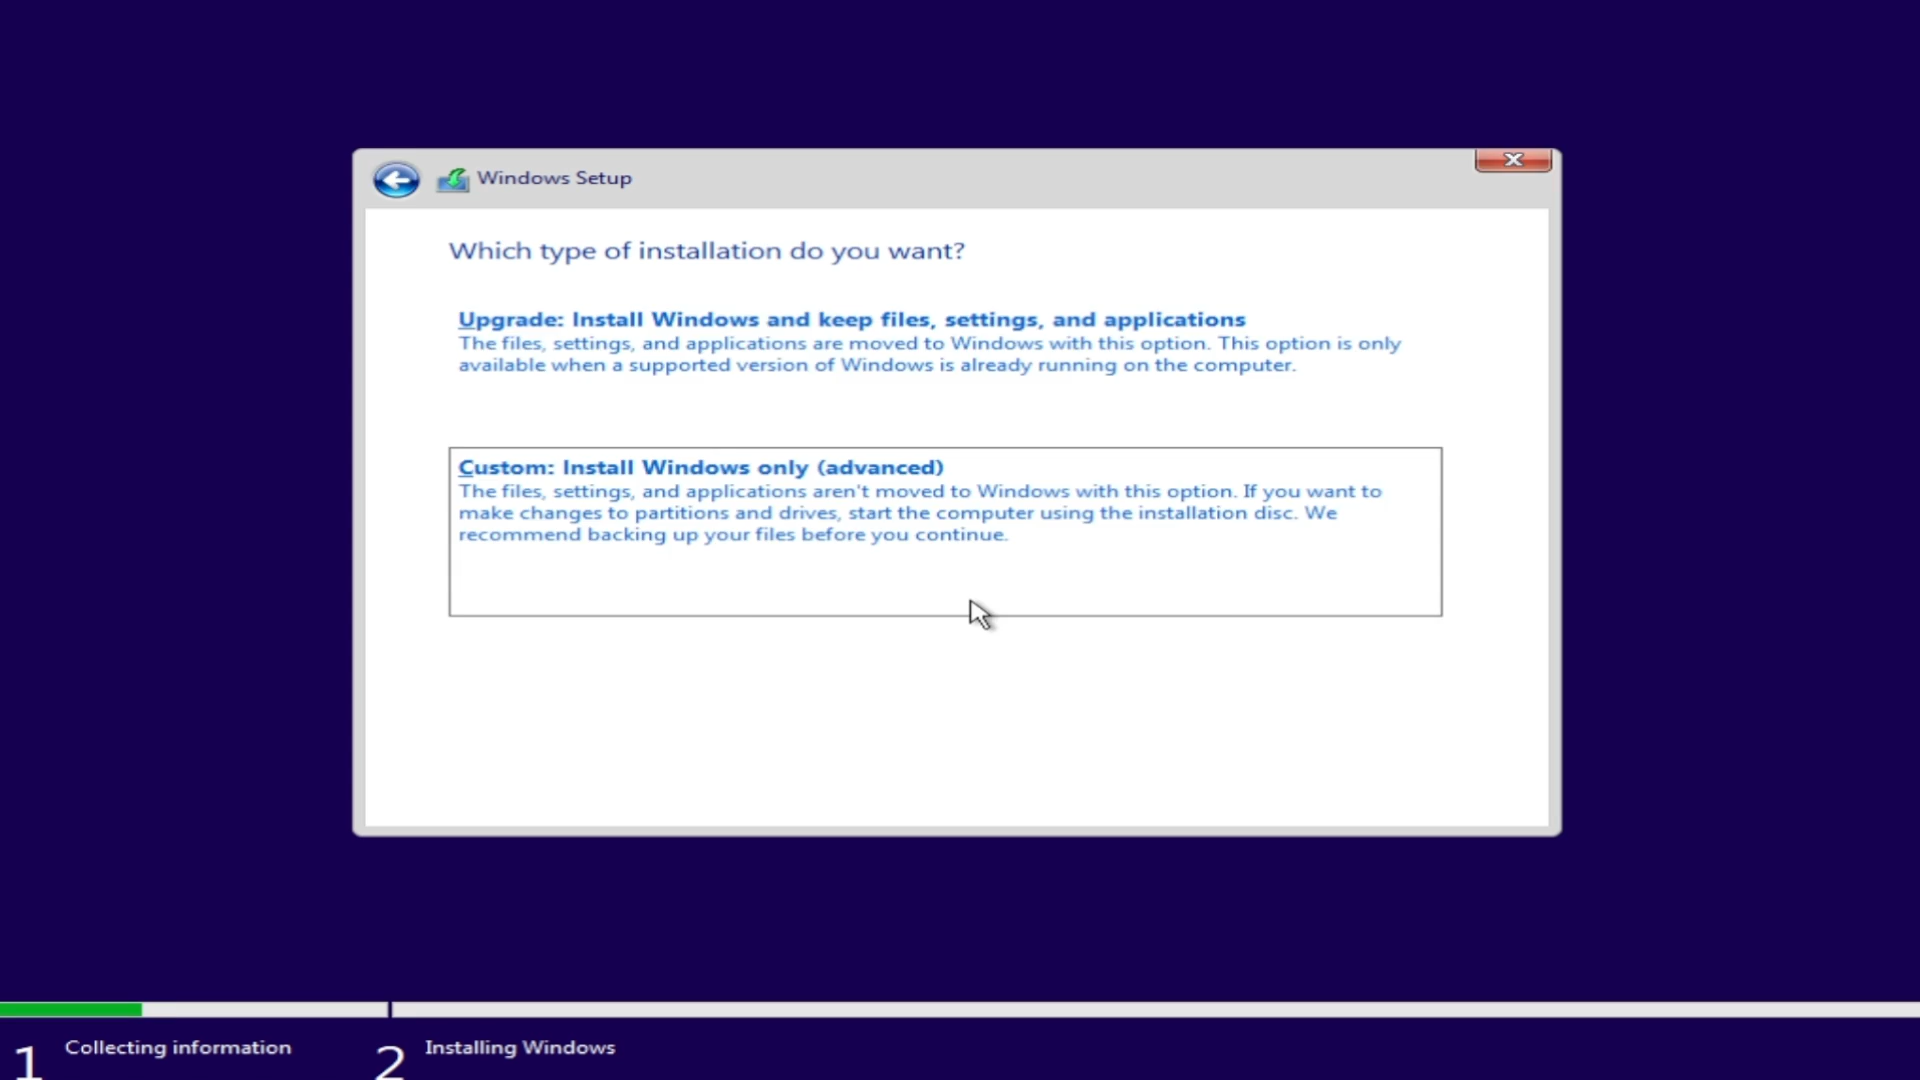 Windows Setup
Which type of installation do you want?
Upgrade: Install Windows and keep files, settings, and applications
The files, settings, and applications are moved to Windows with this option. This option is only
available when a supported version of Windows is already running on the computer.
Custom: Install Windows only (advanced)
The files, settings, and applications aren't moved to Windows with this option. If you want to
make changes to partitions and drives, start the computer using the installation disc. We
recommend backing up your files before you continue.
1 Collecting information 2 Installing Windows